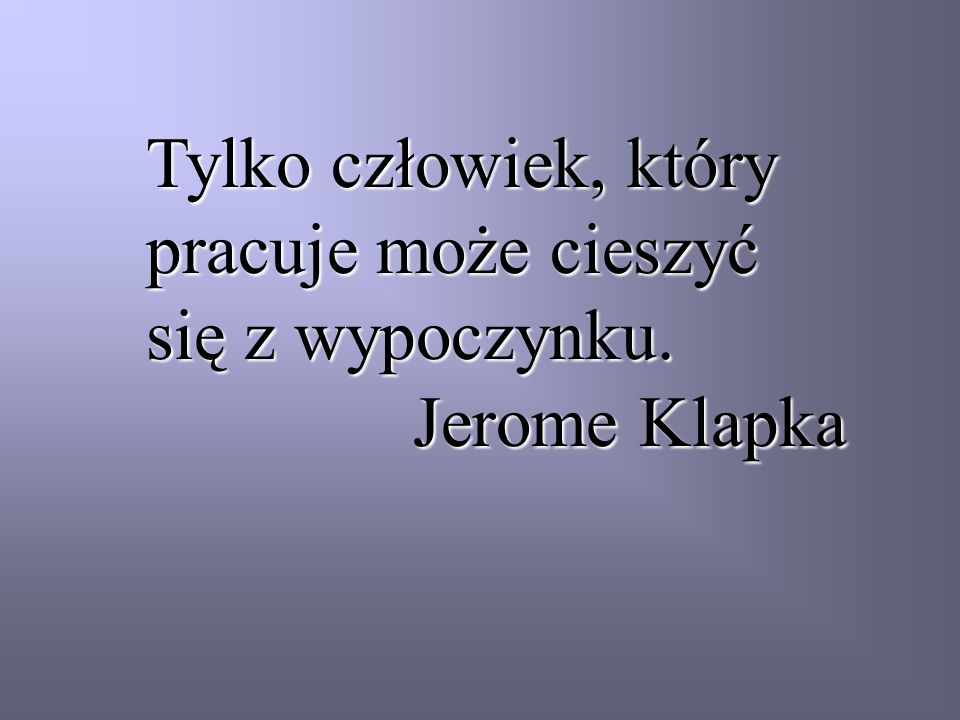 Tylko człowiek, który
pracuje może cieszyć
się z wypoczynku.
Jerome Klapka